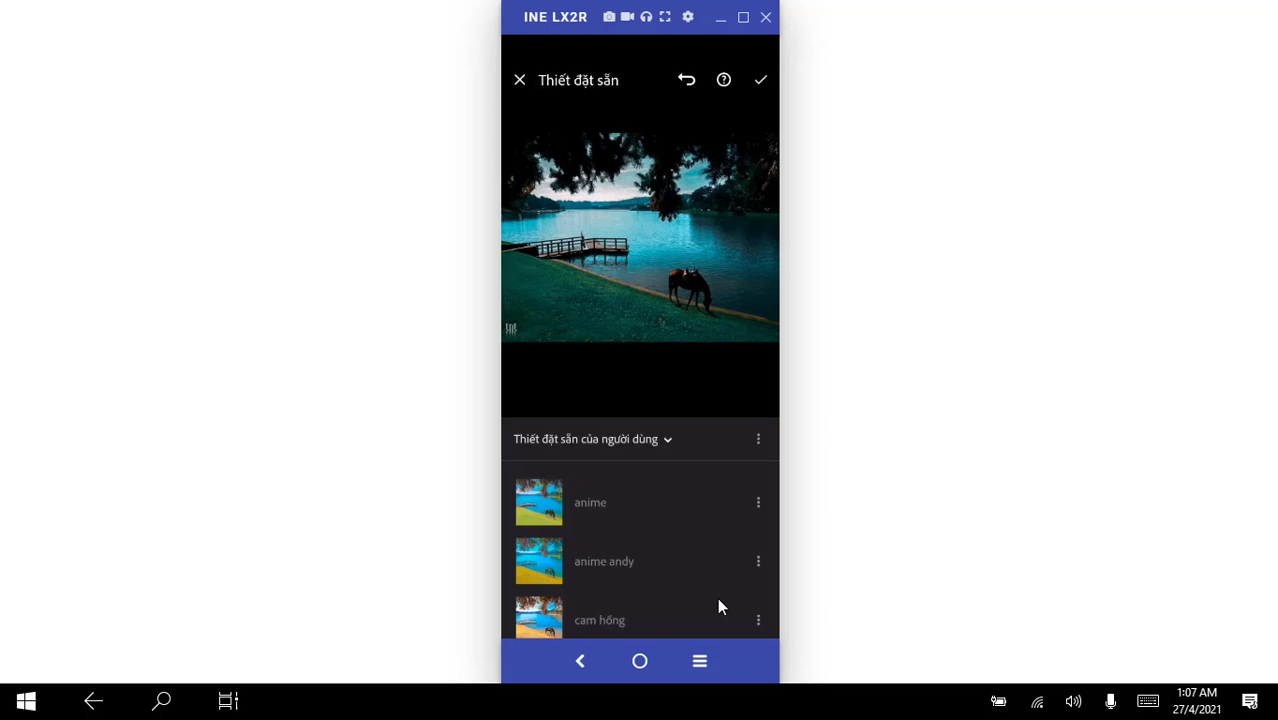 INE LX2R
Thiết đặt sẵn
Thiết đặt sẵn của người dùng
anime
anime andy
cam hồng
1:07 AM
27/4/2021